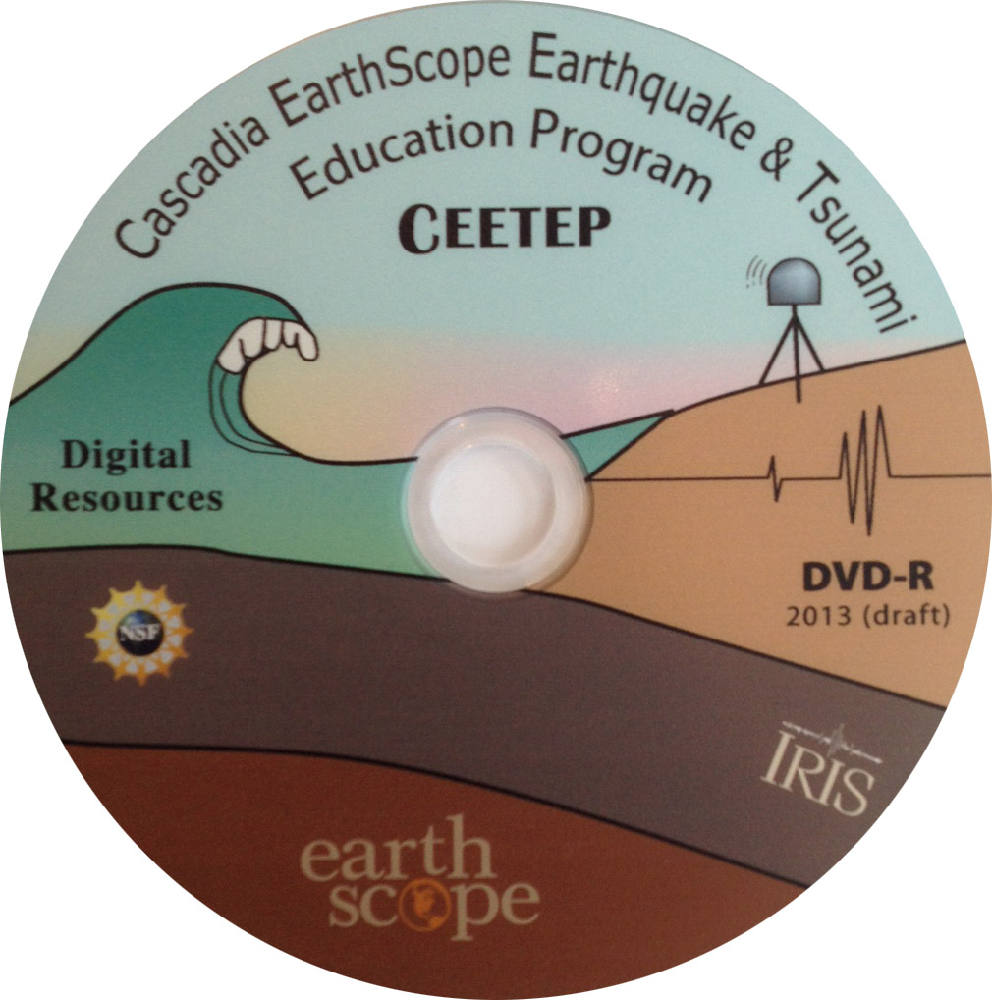 Cascadia EarthScope Earthquake & Tsunami
Education Program
CEETEP
Digital
Resources
DVD-R
2013 (draft)
NSF
IRIS
earth
scope